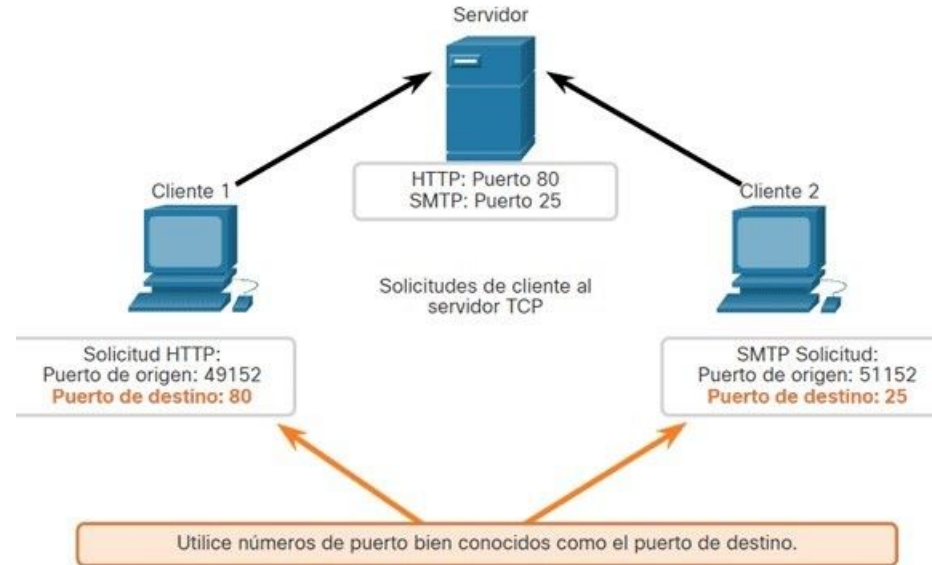 Servidor
HTTP: Puerto 80
SMTP: Puerto 25
Cliente 1
Cliente 2
Solicitudes de cliente al
servidor TCP
Solicitud HTTP:
Puerto de origen: 49152
Puerto de destino: 80
SMTP Solicitud:
Puerto de origen: 51152
Puerto de destino: 25
Utilice números de puerto bien conocidos como el puerto de destino.